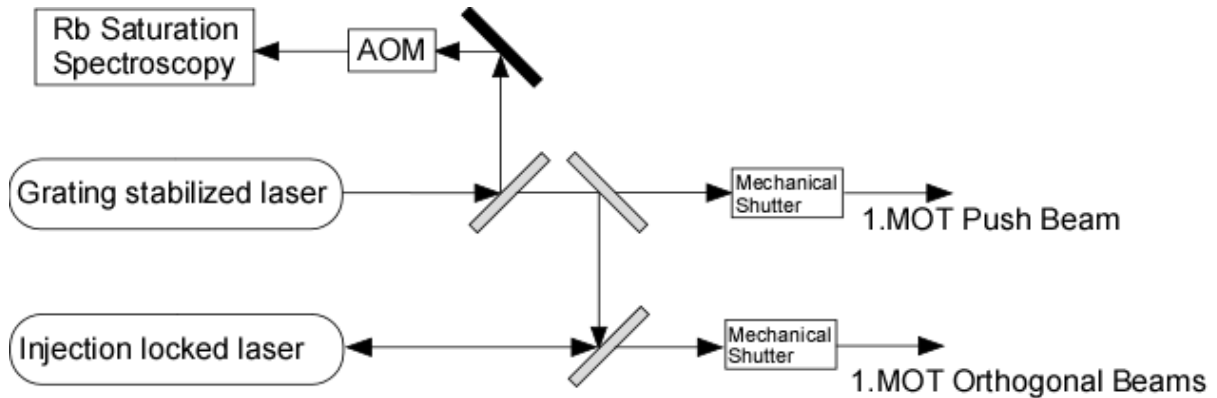 Rb Saturation
Spectroscopy
AOM
Grating stabilized laser
Mechanical
Shutter
1.MOT Push Beam
Injection locked laser
Mechanical
Shutter
1.MOT Orthogonal Beams